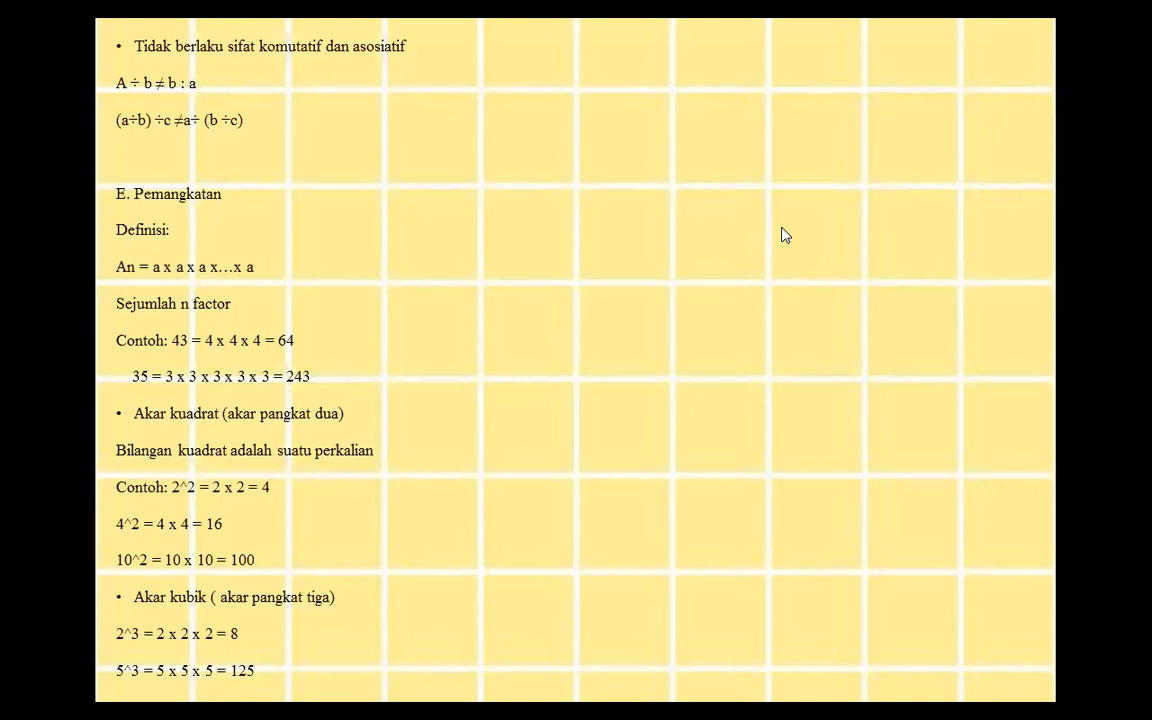 • Tidak berlaku sifat komutatif dan asosiatif
A ÷ b ≠ b : a
(a÷b) ÷c ≠a÷ (b ÷c)
E. Pemangkatan
Definisi:
An = a x a x a x…x a
Sejumlah n factor
Contoh: 43 = 4 x 4 x 4 = 64
35 = 3 x 3 x 3 x 3 x 3 = 243
• Akar kuadrat (akar pangkat dua)
Bilangan kuadrat adalah suatu perkalian
Contoh: 2^2 = 2 x 2 = 4
4^2 = 4 x 4 = 16
10^2 = 10 x 10 = 100
• Akar kubik ( akar pangkat tiga)
2^3 = 2 x 2 x 2 = 8
5^3 = 5 x 5 x 5 = 125